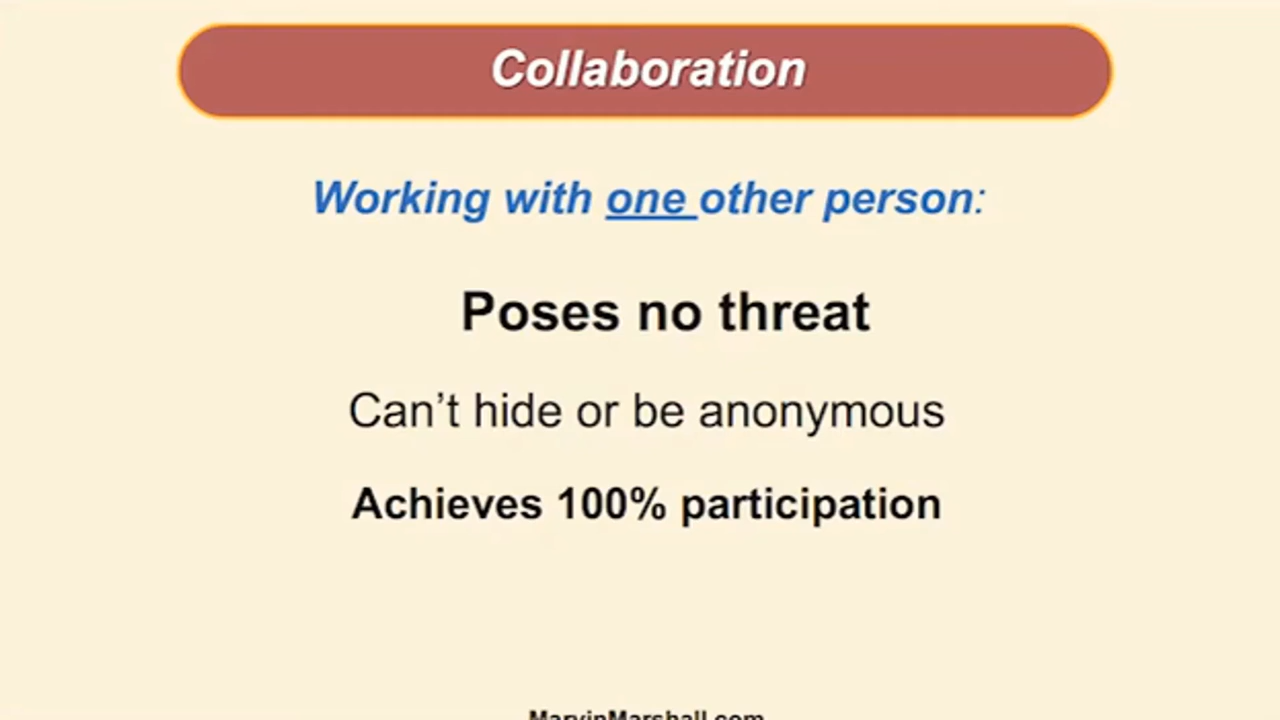 Collaboration
Working with one other person:
Poses no threat
Can’t hide or be anonymous
Achieves 100% participation
MarvinMarshall.com